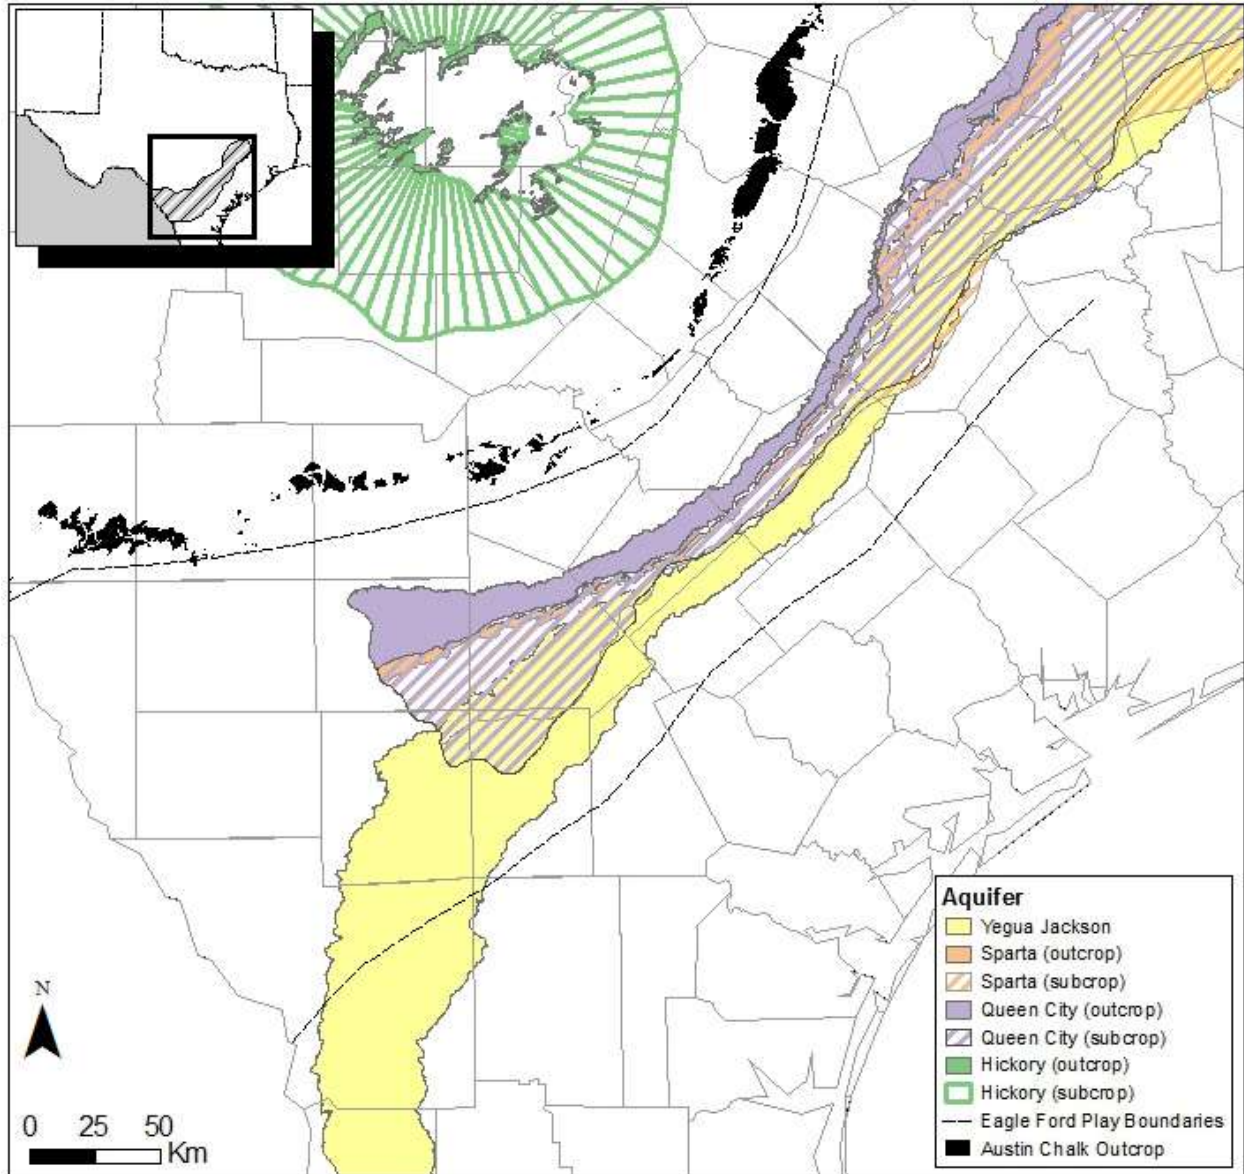 Aquifer
Yegua Jackson
Sparta (outcrop)
Sparta (subcrop)
Queen City (outcrop)
Queen City (subcrop)
Hickory (outcrop)
Hickory (subcrop)
Eagle Ford Play Boundaries
Austin Chalk Outcrop
N
0 25 50
Km